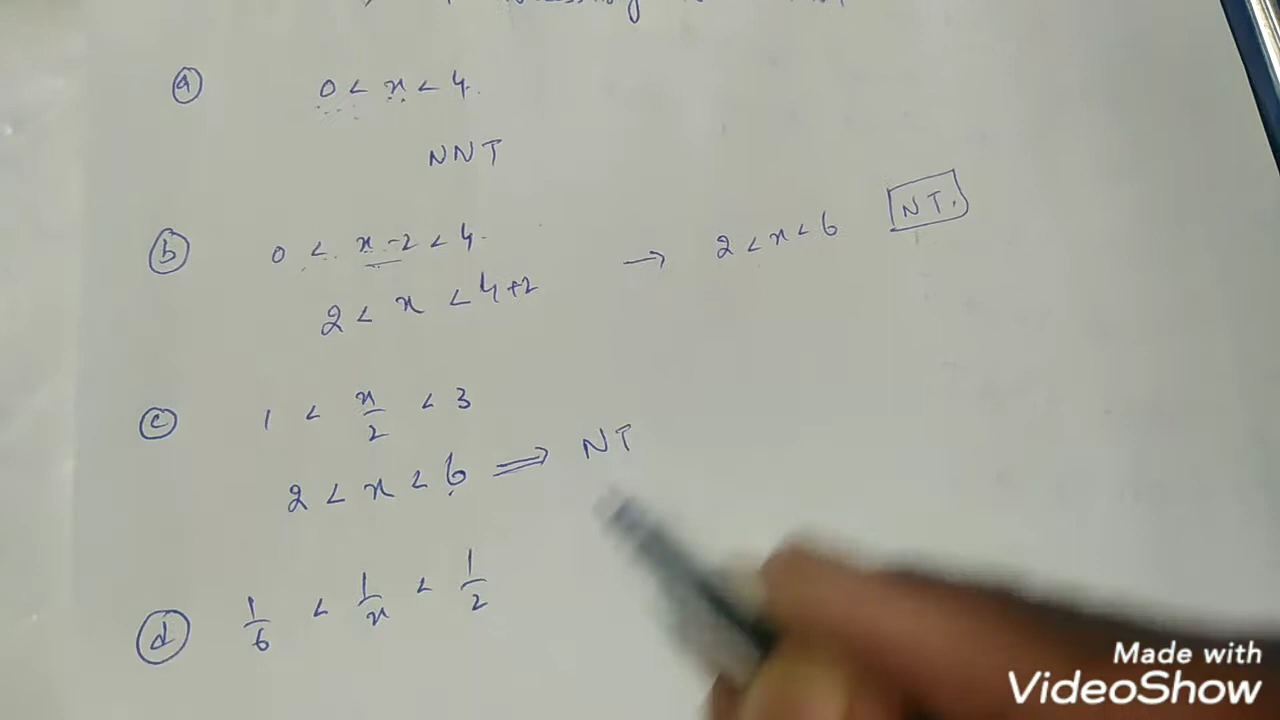 (a) 0 < x < 4.
NNT
(b) 0 < x - 2 < 4. → 2 < x < 6 NT.
2 < x < 4+2
(c) 1 < x/2 < 3
2 < x < 6 ⟹ NT
(d) 1/6 < 1/x < 1/2
Made with
VideoShow